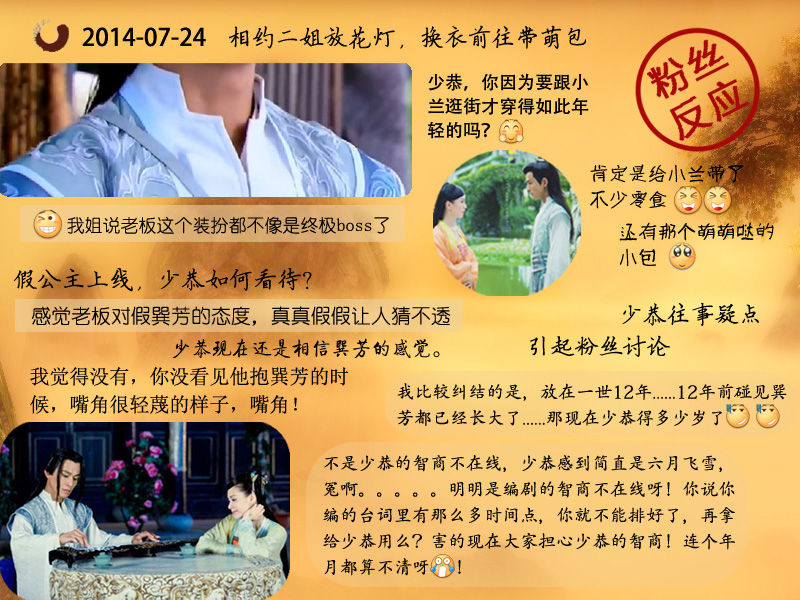 2014-07-24 相约二姐放花灯，换衣前往带萌包
粉丝
反应
少恭，你因为要跟小
兰逛街才穿得如此年
轻的吗？
肯定是给小兰带了
不少零食
还有那个萌萌哒的
小包
我姐说老板这个装扮都不像是终极boss了
假公主上线，少恭如何看待？
感觉老板对假巽芳的态度，真真假假让人猜不透
少恭现在还是相信巽芳的感觉。
我觉得没有，你没看见他抱巽芳的时
候，嘴角很轻蔑的样子，嘴角！
少恭往事疑点
引起粉丝讨论
我比较纠结的是，放在一世12年......12年前碰见巽
芳都已经长大了......那现在少恭得多少岁了
不是少恭的智商不在线，少恭感到简直是六月飞雪，
冤啊。。。。。明明是编剧的智商不在线呀！你说你
编的台词里有那么多时间点，你就不能排好了，再拿
给少恭用么？害的现在大家担心少恭的智商！连个年
月都算不清呀！